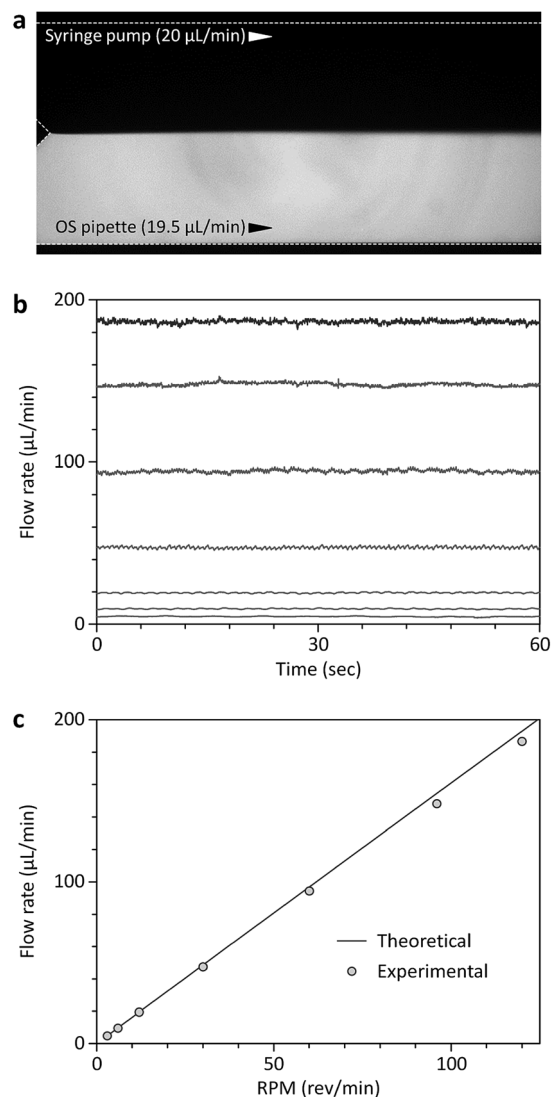 a
Syringe pump (20 µL/min)
OS pipette (19.5 µL/min)
b
200
100
0
Flow rate (µL/min)
0 30 60
Time (sec)
c
200
100
0
Flow rate (µL/min)
Theoretical
Experimental
0 50 100
RPM (rev/min)